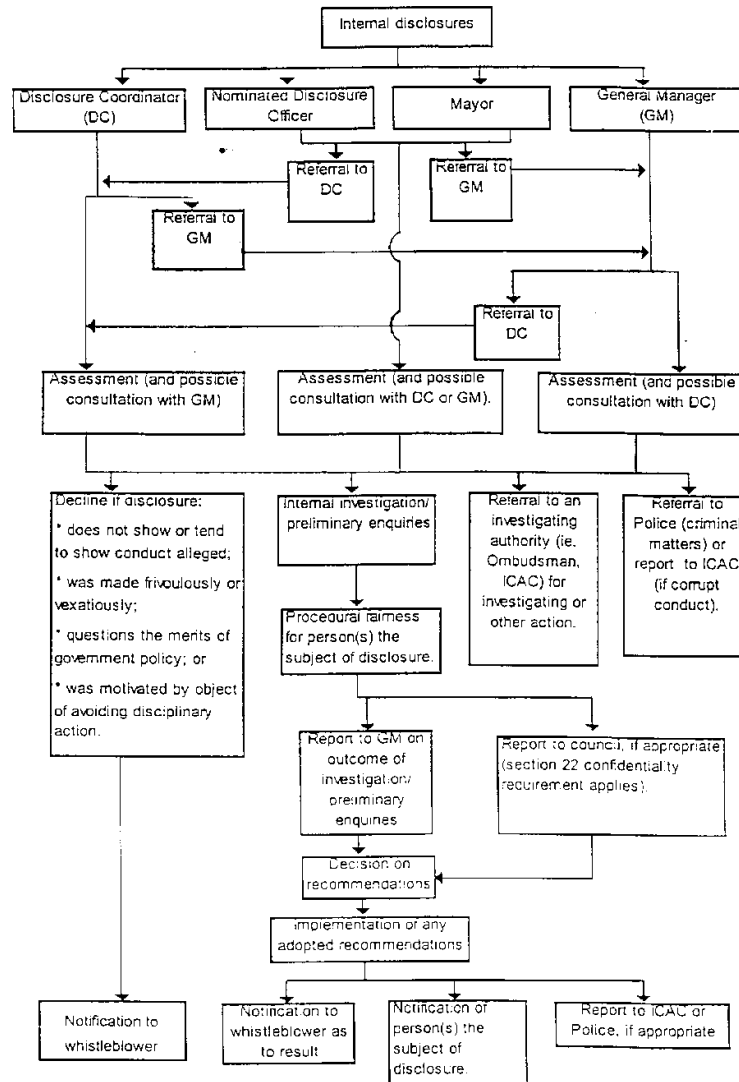 Internal disclosures
Disclosure Coordinator
(DC)
Nominated Disclosure
Officer
Mayor
General Manager
(GM)
Referral to
DC
Referral to
GM
Referral to
GM
Referral to
DC
Assessment (and possible
consultation with GM)
Assessment (and possible
consultation with DC or GM).
Assessment (and possible
consultation with DC)
Decline if disclosure:
* does not show or tend
to show conduct alleged;
* was made frivoulously or
vexatiously;
* questions the merits of
government policy; or
* was motivated by object
of avoiding disciplinary
action.
Internal investigation/
preliminary enquiries
Referral to an
investigating
authority (ie.
Ombudsman,
ICAC) for
investigating or
other action.
Referral to
Police (criminal
matters) or
report to ICAC
(if corrupt
conduct).
Procedural fairness
for person(s) the
subject of disclosure.
Report to GM on
outcome of
investigation/
preliminary
enquiries
Report to council, if appropriate
(section 22 confidentiality
requirement applies).
Decision on
recommendations
Implementation of any
adopted recommendations
Notification to
whistleblower
Notification to
whistleblower as
to result
Notification of
person(s) the
subject of
disclosure.
Report to ICAC or
Police, if appropriate